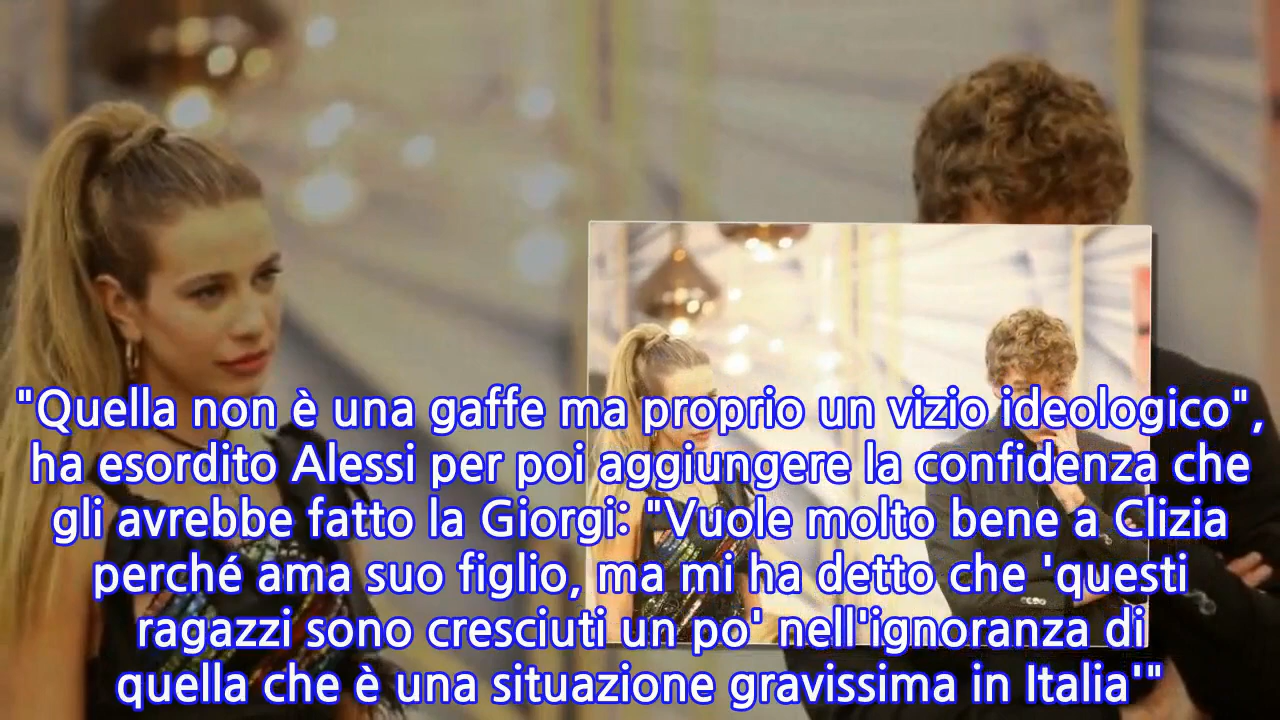 "Quella non è una gaffe ma proprio un vizio ideologico",
ha esordito Alessi per poi aggiungere la confidenza che
gli avrebbe fatto la Giorgi: "Vuole molto bene a Clizia
perché ama suo figlio, ma mi ha detto che 'questi
ragazzi sono cresciuti un po' nell'ignoranza di
quella che è una situazione gravissima in Italia'"